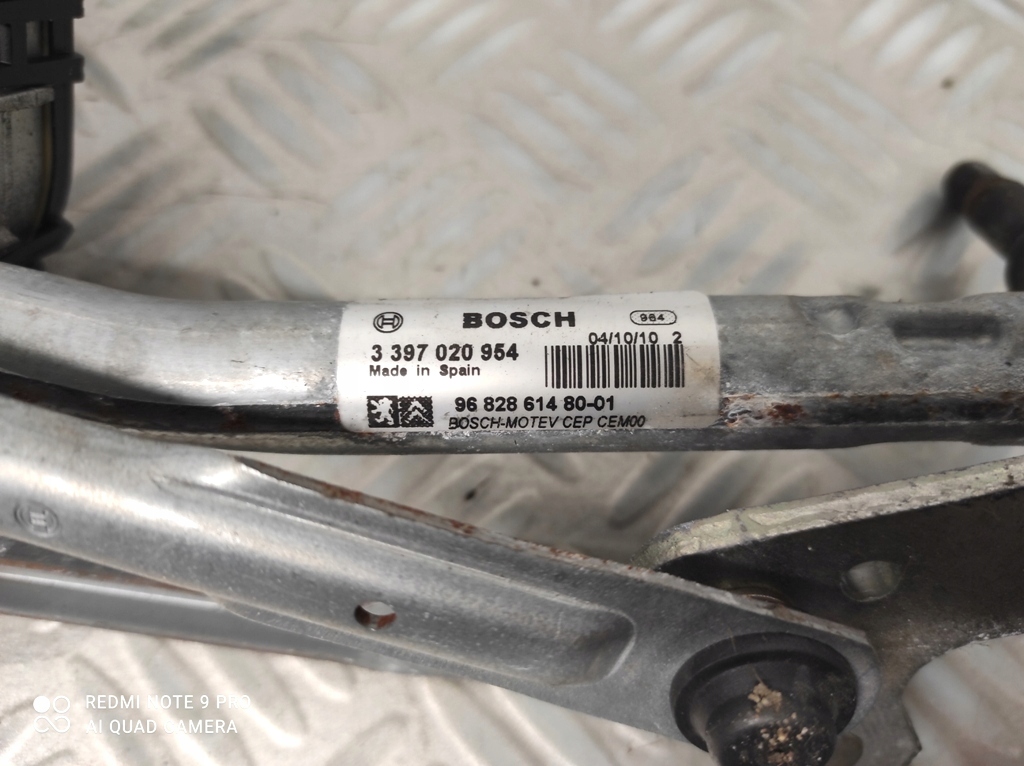 BOSCH 964
04/10/10 2
3 397 020 954
Made in Spain
96 828 614 80-01
BOSCH-MOTEV CEP CEM00
REDMI NOTE 9 PRO
AI QUAD CAMERA